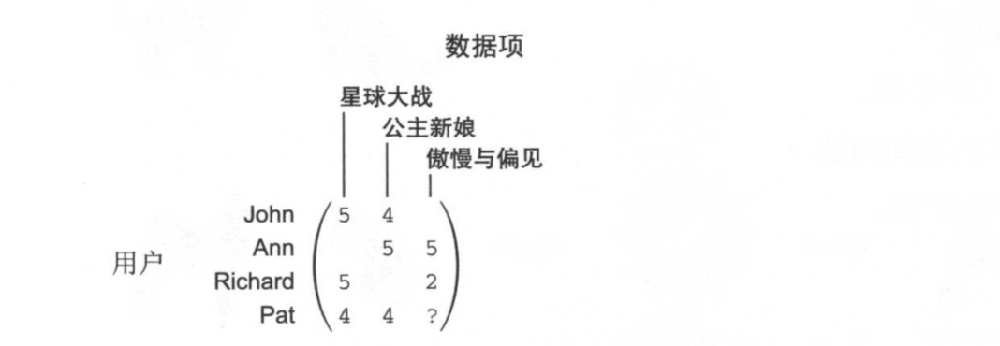 数据项
星球大战
公主新娘
傲慢与偏见
John 5 4
Ann 5 5
用户
Richard 5 2
Pat 4 4 ?